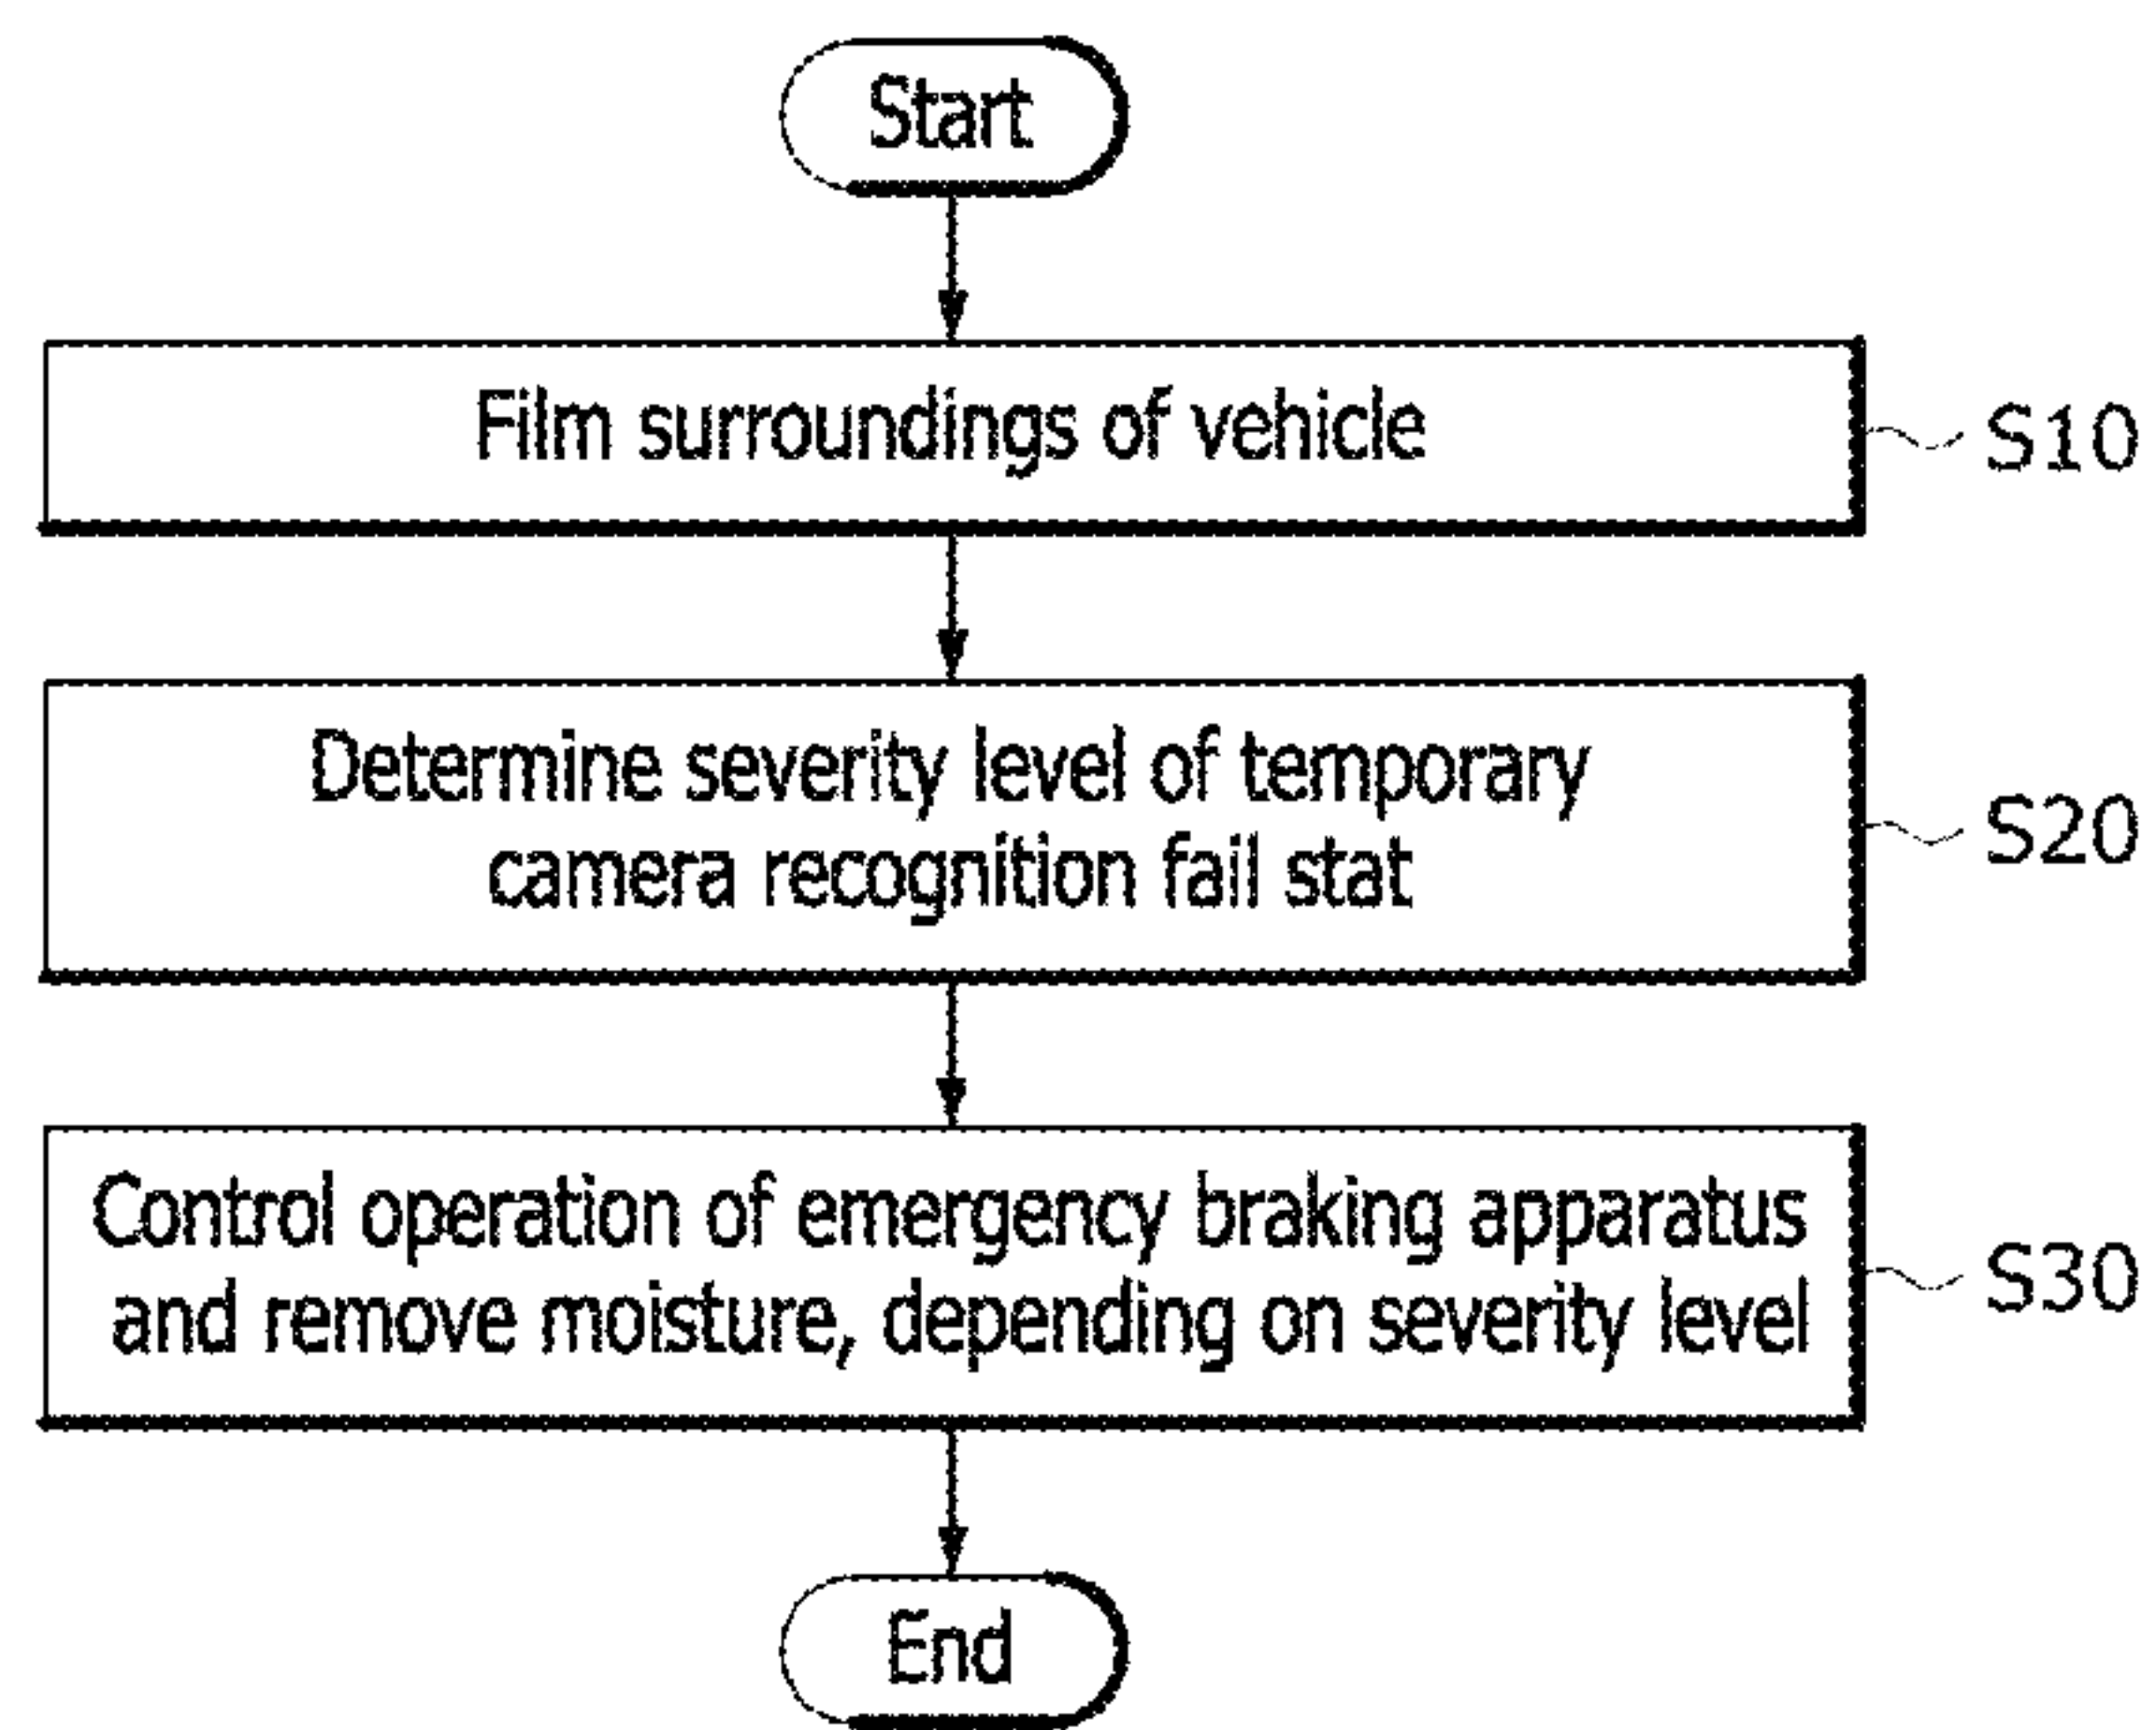 Start
Film surroundings of vehicle
S10
Determine severity level of temporary
camera recognition fail stat
S20
Control operation of emergency braking apparatus
and remove moisture, depending on severity level
S30
End